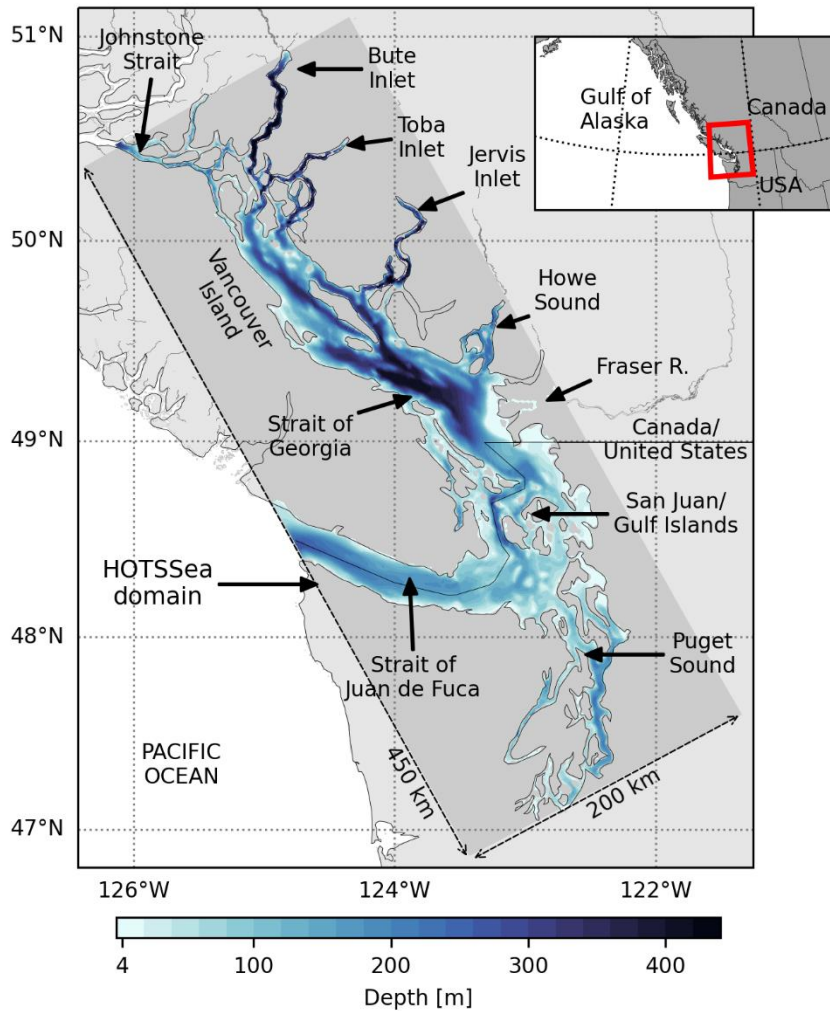 51°N
50°N
49°N
48°N
47°N
126°W
124°W
122°W
Johnstone
Strait
Bute
Inlet
Toba
Inlet
Jervis
Inlet
Gulf of
Alaska
Canada
USA
Vancouver
Island
Howe
Sound
Fraser R.
Strait of
Georgia
Canada/
United States
San Juan/
Gulf Islands
HOTSSea
domain
Strait of
Juan de Fuca
Puget
Sound
PACIFIC
OCEAN
450 km
200 km
4
100
200
300
400
Depth [m]